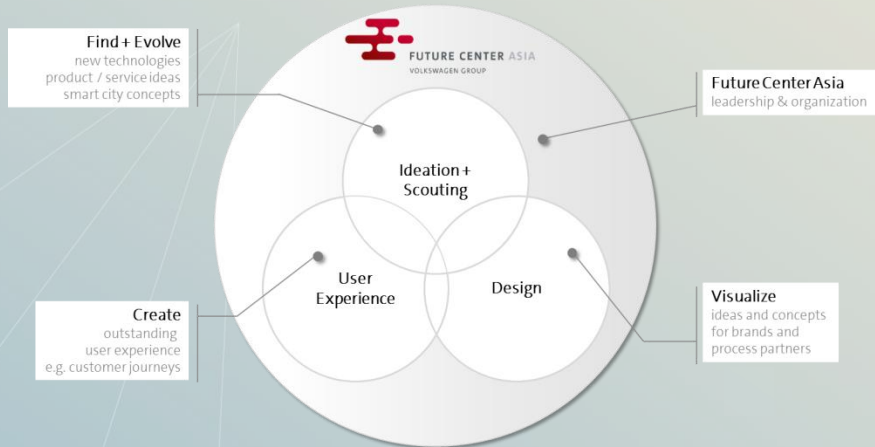 Find + Evolve
new technologies
product / service ideas
smart city concepts
FUTURE CENTER ASIA
VOLKSWAGEN GROUP
Future Center Asia
leadership & organization
Ideation +
Scouting
User
Experience
Design
Create
outstanding
user experience
e.g. customer journeys
Visualize
ideas and concepts
for brands and
process partners